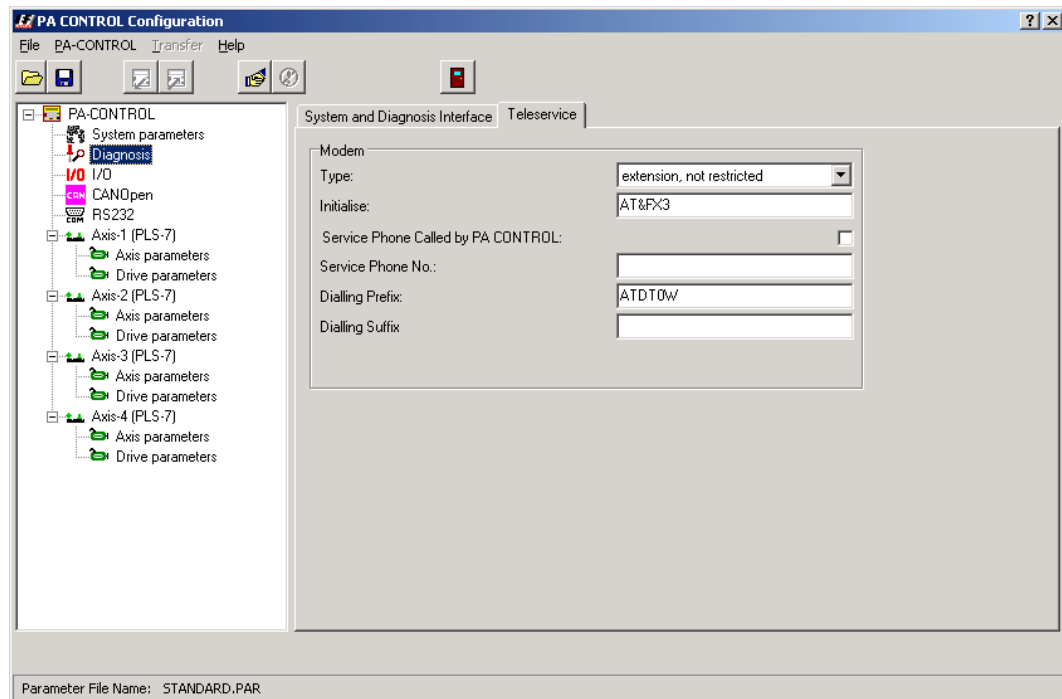 PA CONTROL Configuration
File PA-CONTROL Transfer Help
PA-CONTROL
System parameters
Diagnosis
I/O I/O
CAN CANOpen
COM RS232
Axis-1 (PLS-7)
Axis parameters
Drive parameters
Axis-2 (PLS-7)
Axis parameters
Drive parameters
Axis-3 (PLS-7)
Axis parameters
Drive parameters
Axis-4 (PLS-7)
Axis parameters
Drive parameters
System and Diagnosis Interface Teleservice
Modem
Type: extension, not restricted
Initialise: AT&FX3
Service Phone Called by PA CONTROL:
Service Phone No.:
Dialling Prefix: ATDT0W
Dialling Suffix
Parameter File Name: STANDARD.PAR